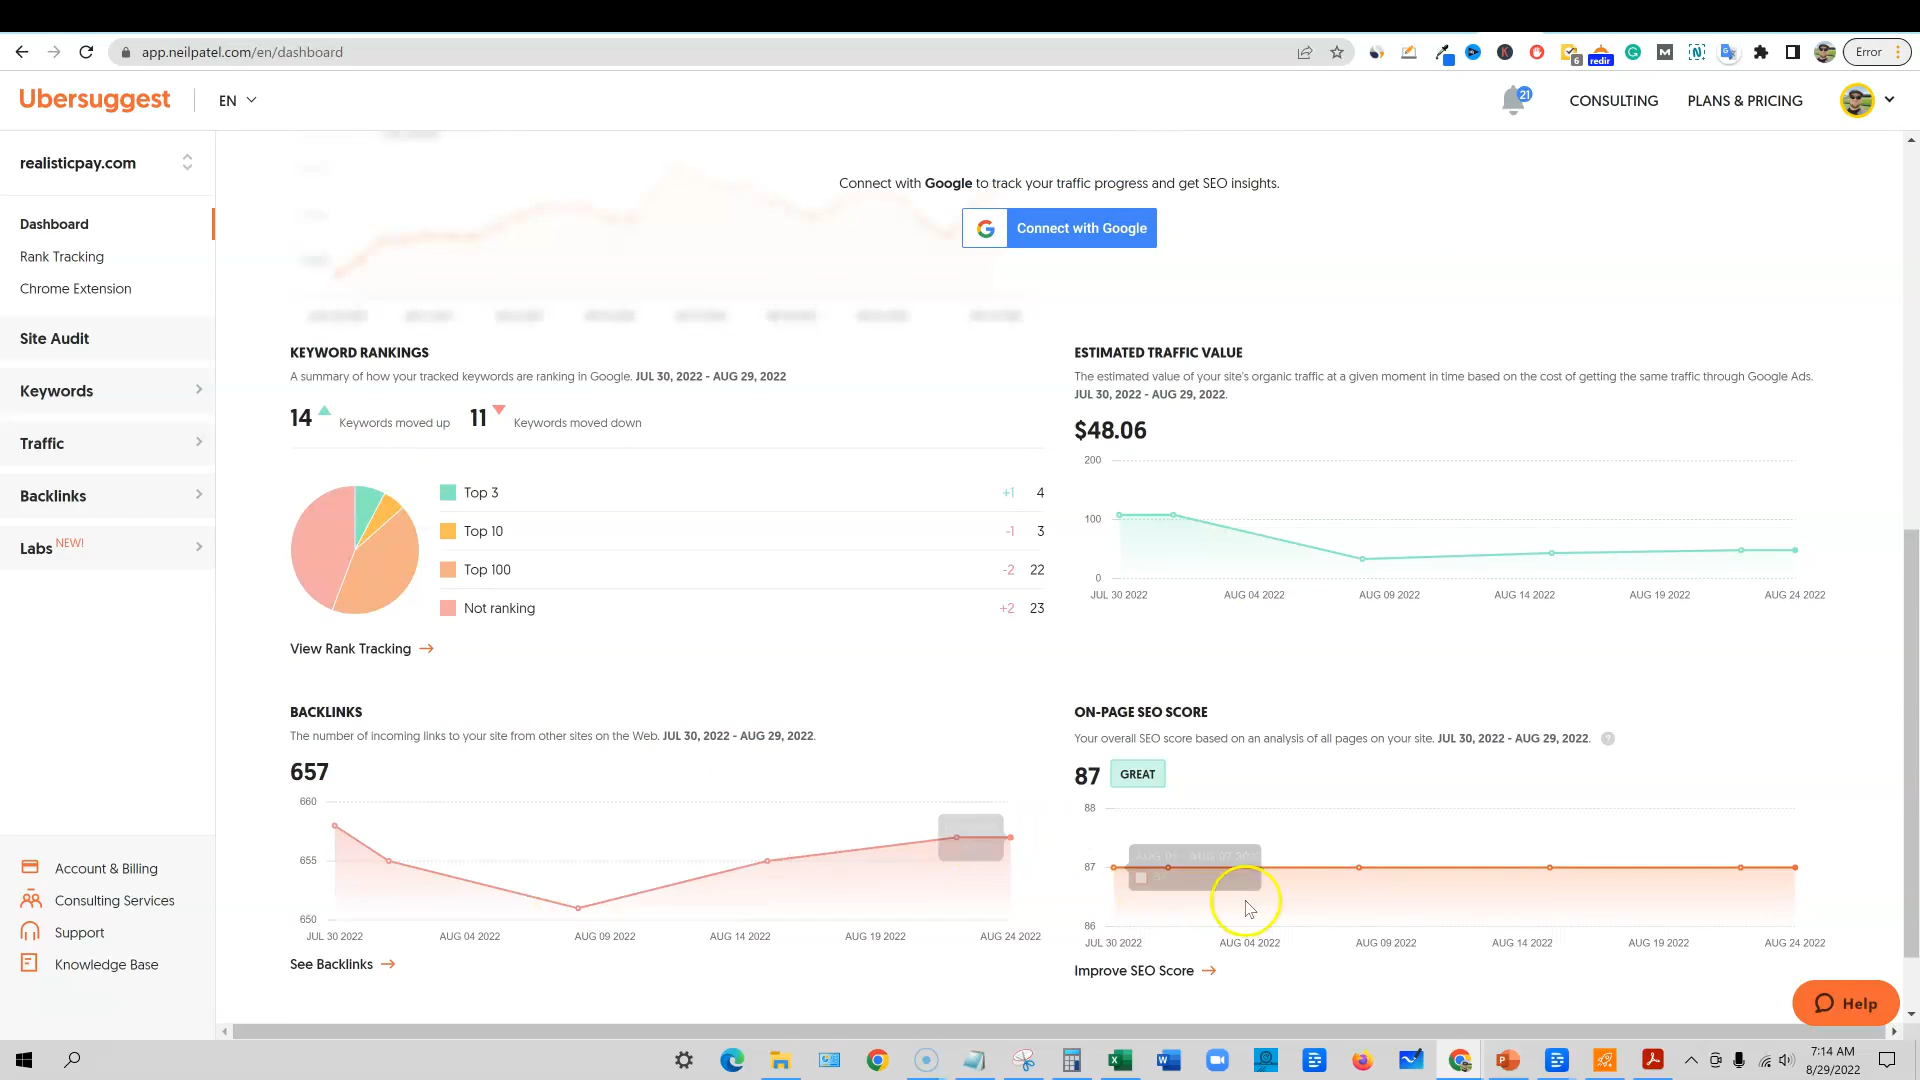 app.neilpatel.com/en/dashboard
6
redir
Error
Ubersuggest
EN
21
CONSULTING
PLANS & PRICING
realisticpay.com
Dashboard
Rank Tracking
Chrome Extension
Site Audit
Keywords
Traffic
Backlinks
Labs NEW!
Account & Billing
Consulting Services
Support
Knowledge Base
Connect with Google to track your traffic progress and get SEO insights.
Connect with Google
KEYWORD RANKINGS
A summary of how your tracked keywords are ranking in Google. JUL 30, 2022 - AUG 29, 2022
14 Keywords moved up 11 Keywords moved down
Top 3 +1 4
Top 10 -1 3
Top 100 -2 22
Not ranking +2 23
View Rank Tracking
ESTIMATED TRAFFIC VALUE
The estimated value of your site's organic traffic at a given moment in time based on the cost of getting the same traffic through Google Ads.
JUL 30, 2022 - AUG 29, 2022.
$48.06
200
100
0
JUL 30 2022 AUG 04 2022 AUG 09 2022 AUG 14 2022 AUG 19 2022 AUG 24 2022
BACKLINKS
The number of incoming links to your site from other sites on the Web. JUL 30, 2022 - AUG 29, 2022.
657
660
655
650
JUL 30 2022 AUG 04 2022 AUG 09 2022 AUG 14 2022 AUG 19 2022 AUG 24 2022
See Backlinks
ON-PAGE SEO SCORE
Your overall SEO score based on an analysis of all pages on your site. JUL 30, 2022 - AUG 29, 2022. ?
87 GREAT
88
87
86
JUL 30 2022 AUG 04 2022 AUG 09 2022 AUG 14 2022 AUG 19 2022 AUG 24 2022
Improve SEO Score
Help
7:14 AM
8/29/2022